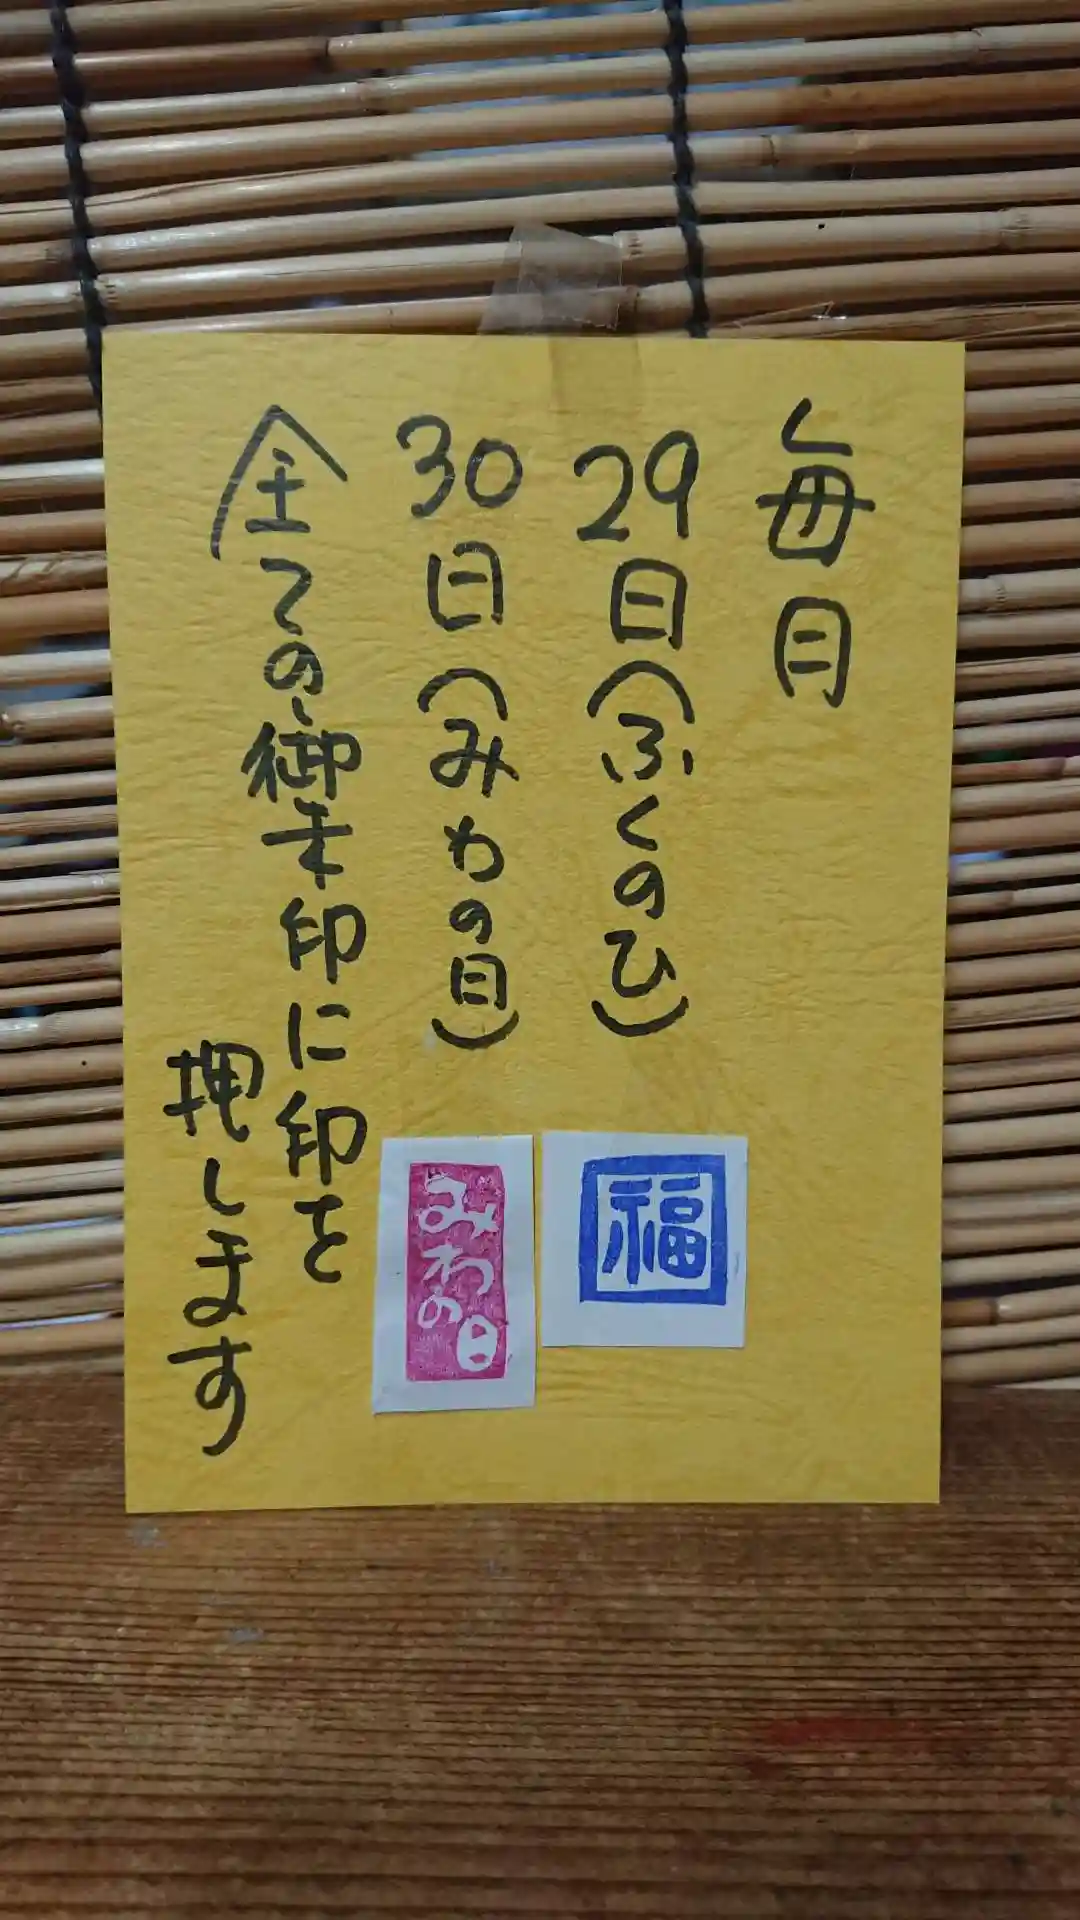 毎月
29日(ふくのひ)
30日(みわの日)
全ての御朱印に印を
押します
福
みわの日